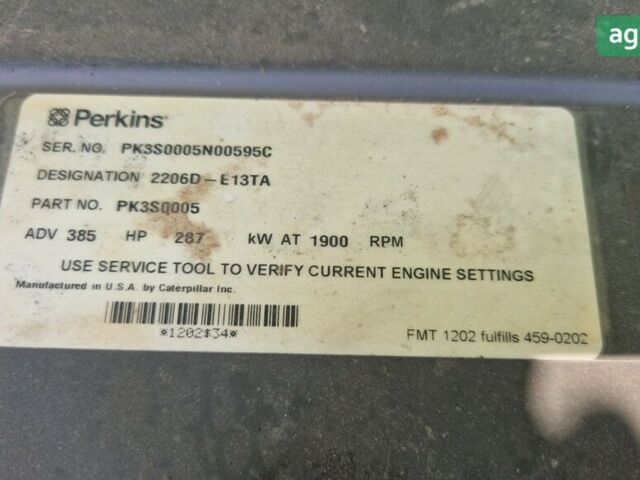 ag
Perkins
SER. NO. PK3S0005N00595C
DESIGNATION 2206D-E13TA
PART NO. PK3S0005
ADV 385 HP 287 kW AT 1900 RPM
USE SERVICE TOOL TO VERIFY CURRENT ENGINE SETTINGS
Manufactured in U.S.A. by Caterpillar Inc.
*1202$34*
FMT 1202 fulfills 459-0202